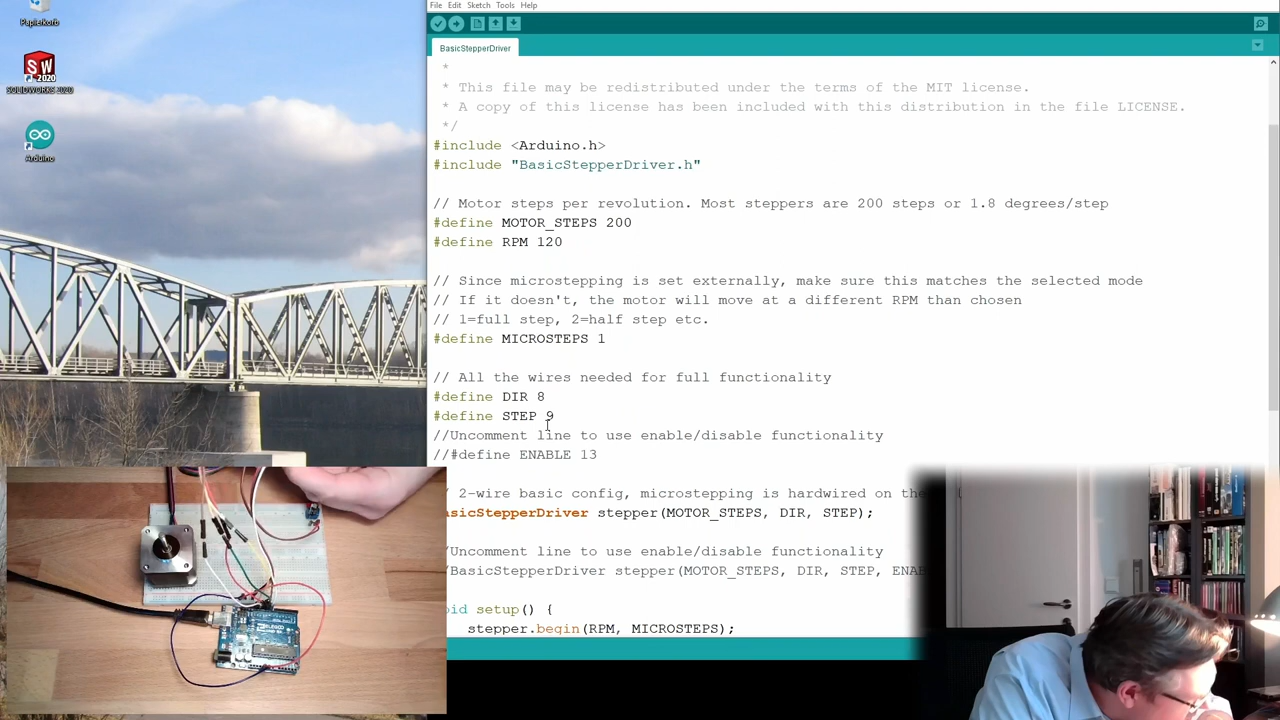 Papierkorb
SW
2020
SOLIDWORKS 2020
Arduino
File Edit Sketch Tools Help
BasicStepperDriver
*
* This file may be redistributed under the terms of the MIT license.
* A copy of this license has been included with this distribution in the file LICENSE.
*/
#include <Arduino.h>
#include "BasicStepperDriver.h"
// Motor steps per revolution. Most steppers are 200 steps or 1.8 degrees/step
#define MOTOR_STEPS 200
#define RPM 120
// Since microstepping is set externally, make sure this matches the selected mode
// If it doesn't, the motor will move at a different RPM than chosen
// 1=full step, 2=half step etc.
#define MICROSTEPS 1
// All the wires needed for full functionality
#define DIR 8
#define STEP 9
//Uncomment line to use enable/disable functionality
//#define ENABLE 13
/ 2-wire basic config, microstepping is hardwired on the
asicStepperDriver stepper(MOTOR_STEPS, DIR, STEP);
/Uncomment line to use enable/disable functionality
/BasicStepperDriver stepper(MOTOR_STEPS, DIR, STEP, ENAB
oid setup() {
stepper.begin(RPM, MICROSTEPS);